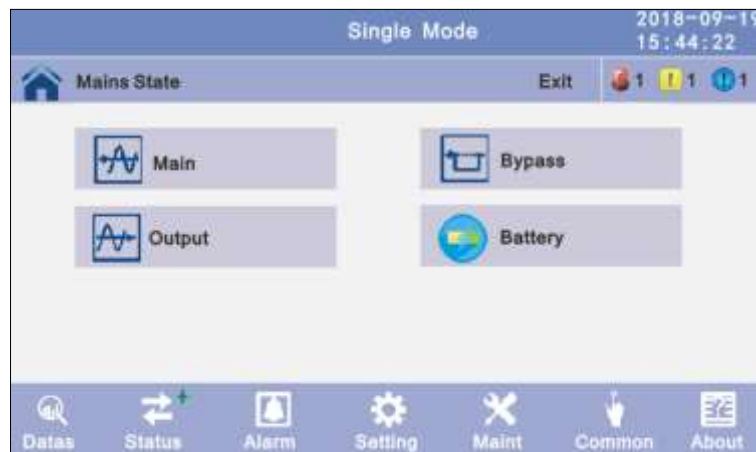 Single Mode
2018-09-19
15:44:22
Mains State
Exit
1
1
1
Main
Bypass
Output
Battery
Datas
Status
Alarm
Setting
Maint
Common
About